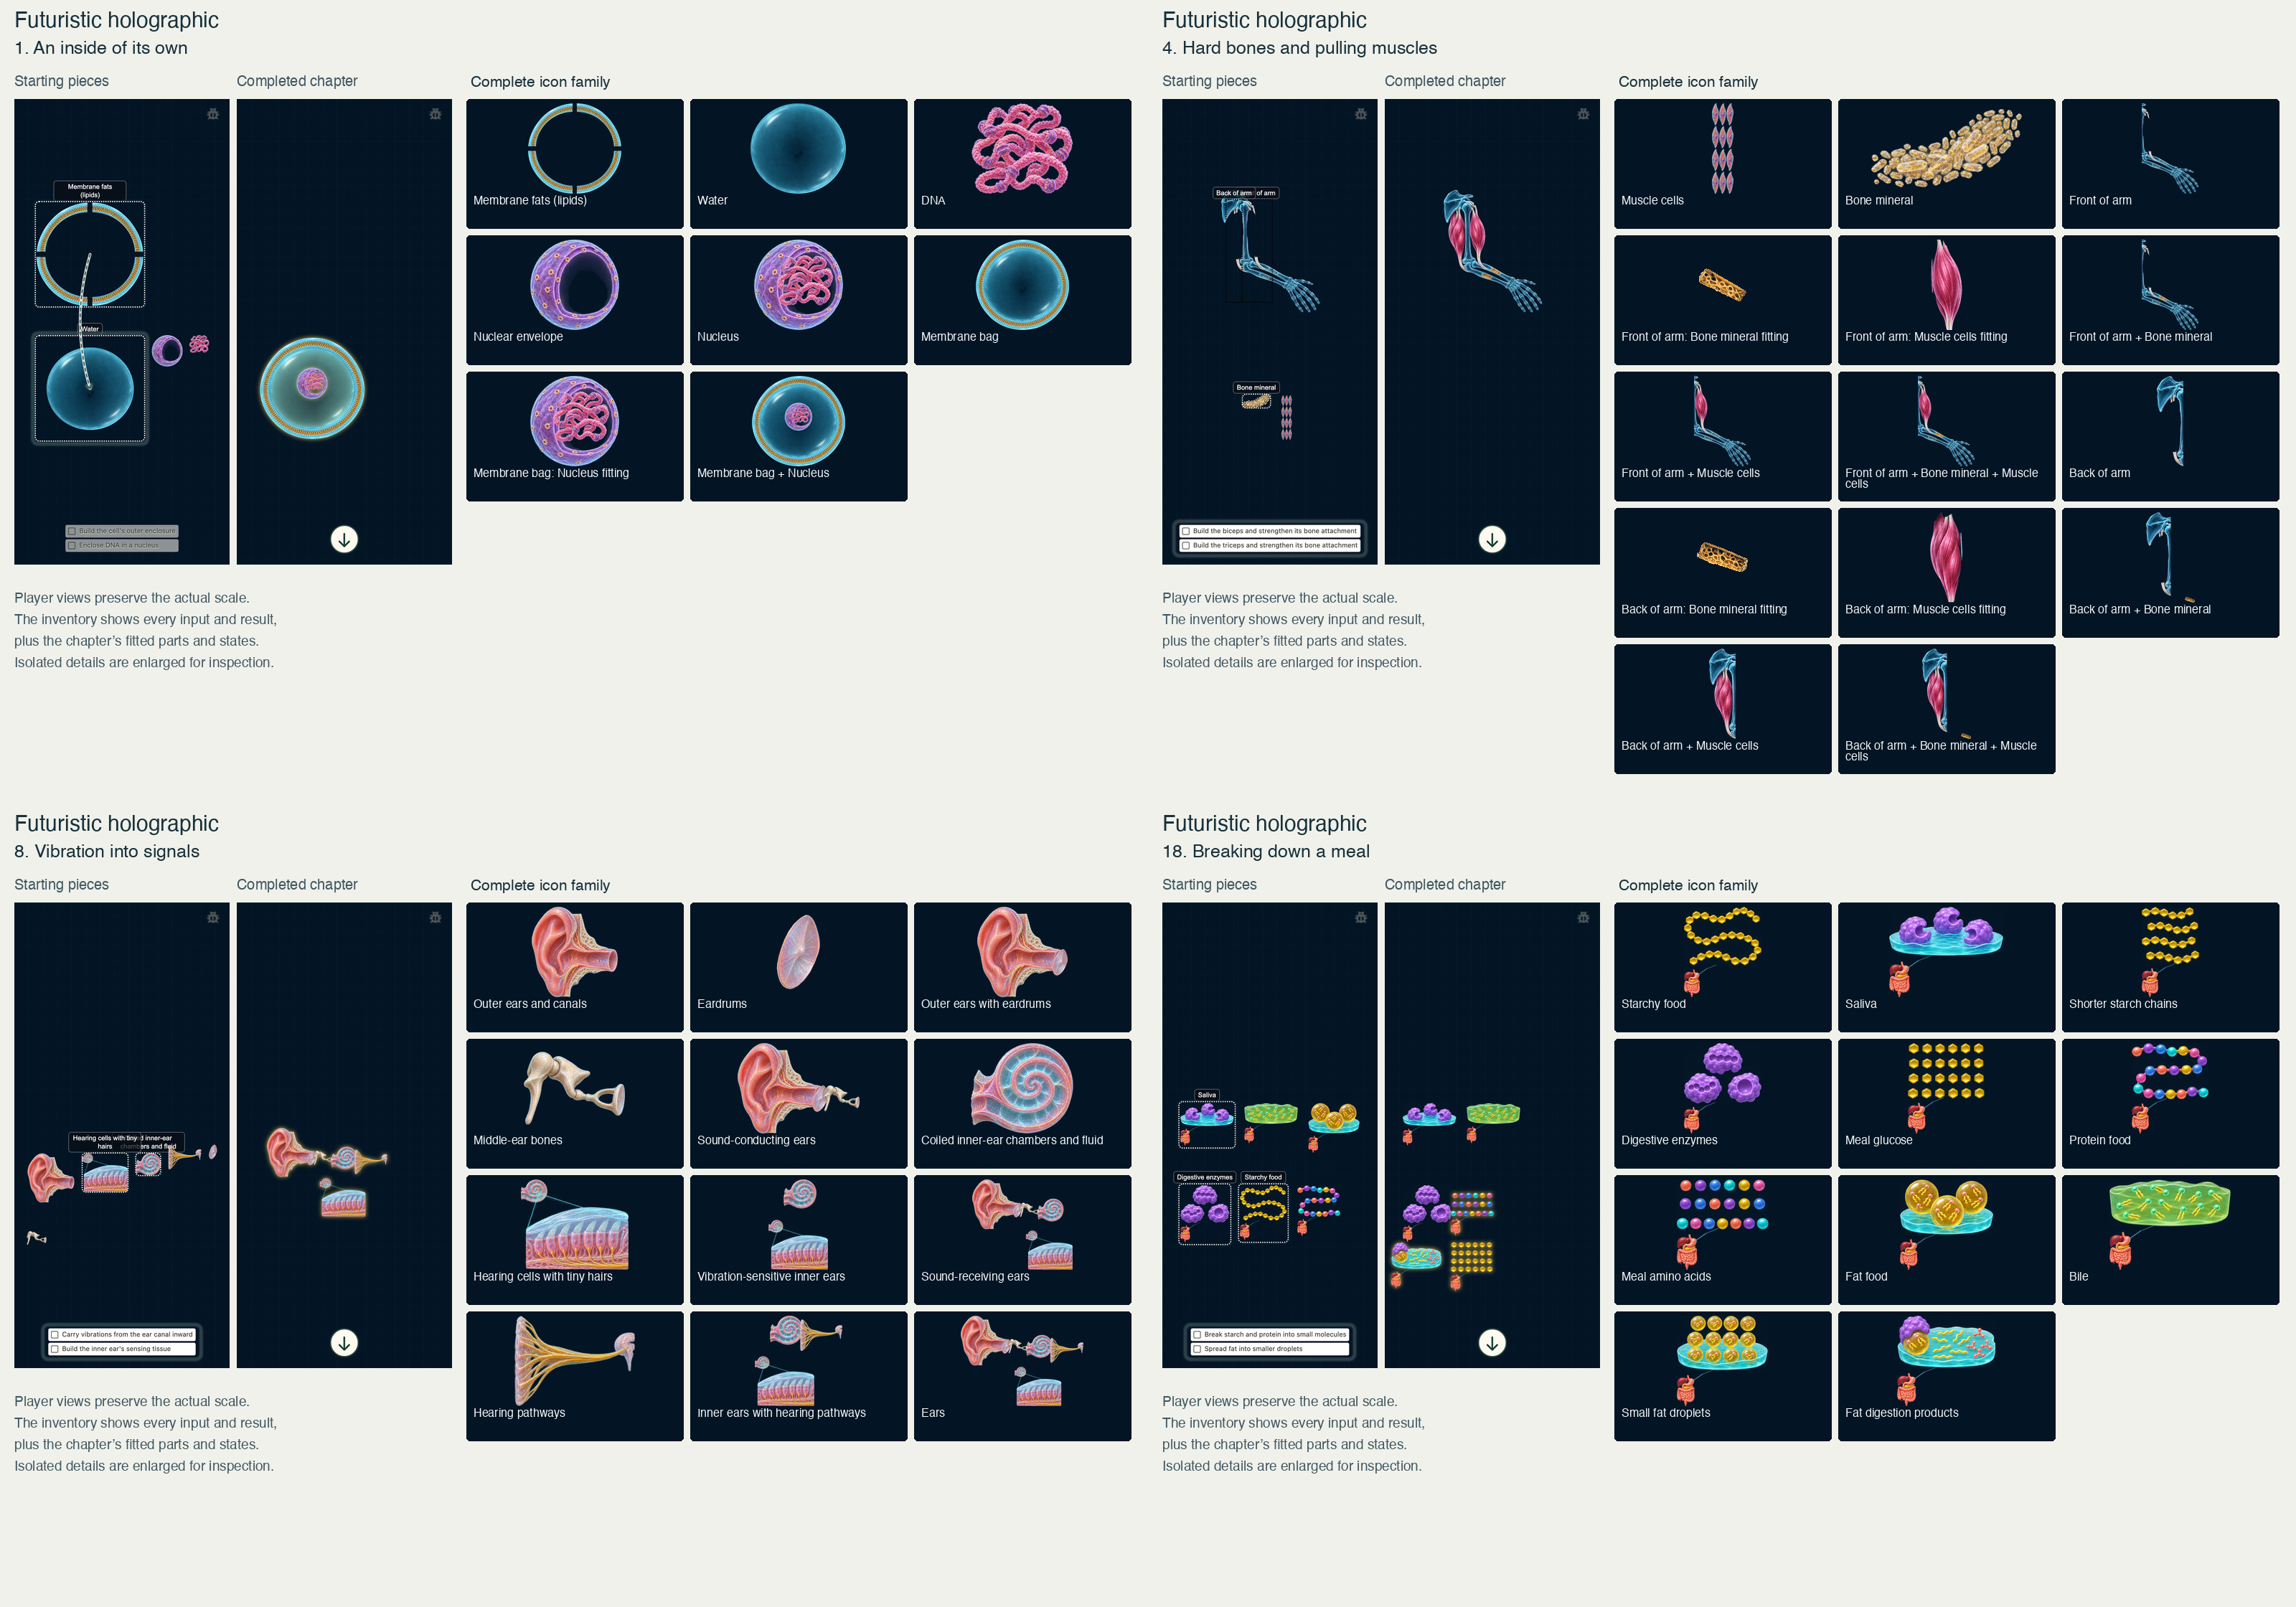 Futuristic holographic
1. An inside of its own
Starting pieces
Completed chapter
Complete icon family
Membrane fats
(lipids)
Water
Build the cell's outer enclosure
Enclose DNA in a nucleus
Membrane fats (lipids)
Water
DNA
Nuclear envelope
Nucleus
Membrane bag
Membrane bag: Nucleus fitting
Membrane bag + Nucleus
Player views preserve the actual scale.
The inventory shows every input and result,
plus the chapter's fitted parts and states.
Isolated details are enlarged for inspection.
Futuristic holographic
4. Hard bones and pulling muscles
Starting pieces
Completed chapter
Complete icon family
Back of arm
of arm
Bone mineral
Build the biceps and strengthen its bone attachment
Build the triceps and strengthen its bone attachment
Muscle cells
Bone mineral
Front of arm
Front of arm: Bone mineral fitting
Front of arm: Muscle cells fitting
Front of arm + Bone mineral
Front of arm + Muscle cells
Front of arm + Bone mineral + Muscle
cells
Back of arm
Back of arm: Bone mineral fitting
Back of arm: Muscle cells fitting
Back of arm + Bone mineral
Back of arm + Muscle cells
Back of arm + Bone mineral + Muscle
cells
Player views preserve the actual scale.
The inventory shows every input and result,
plus the chapter's fitted parts and states.
Isolated details are enlarged for inspection.
Futuristic holographic
8. Vibration into signals
Starting pieces
Completed chapter
Complete icon family
Hearing cells with tiny
hairs
inner-ear
and fluid
Carry vibrations from the ear canal inward
Build the inner ear's sensing tissue
Outer ears and canals
Eardrums
Outer ears with eardrums
Middle-ear bones
Sound-conducting ears
Coiled inner-ear chambers and fluid
Hearing cells with tiny hairs
Vibration-sensitive inner ears
Sound-receiving ears
Hearing pathways
Inner ears with hearing pathways
Ears
Player views preserve the actual scale.
The inventory shows every input and result,
plus the chapter's fitted parts and states.
Isolated details are enlarged for inspection.
Futuristic holographic
18. Breaking down a meal
Starting pieces
Completed chapter
Complete icon family
Saliva
Digestive enzymes
Starchy food
Break starch and protein into small molecules
Spread fat into smaller droplets
Starchy food
Saliva
Shorter starch chains
Digestive enzymes
Meal glucose
Protein food
Meal amino acids
Fat food
Bile
Small fat droplets
Fat digestion products
Player views preserve the actual scale.
The inventory shows every input and result,
plus the chapter's fitted parts and states.
Isolated details are enlarged for inspection.